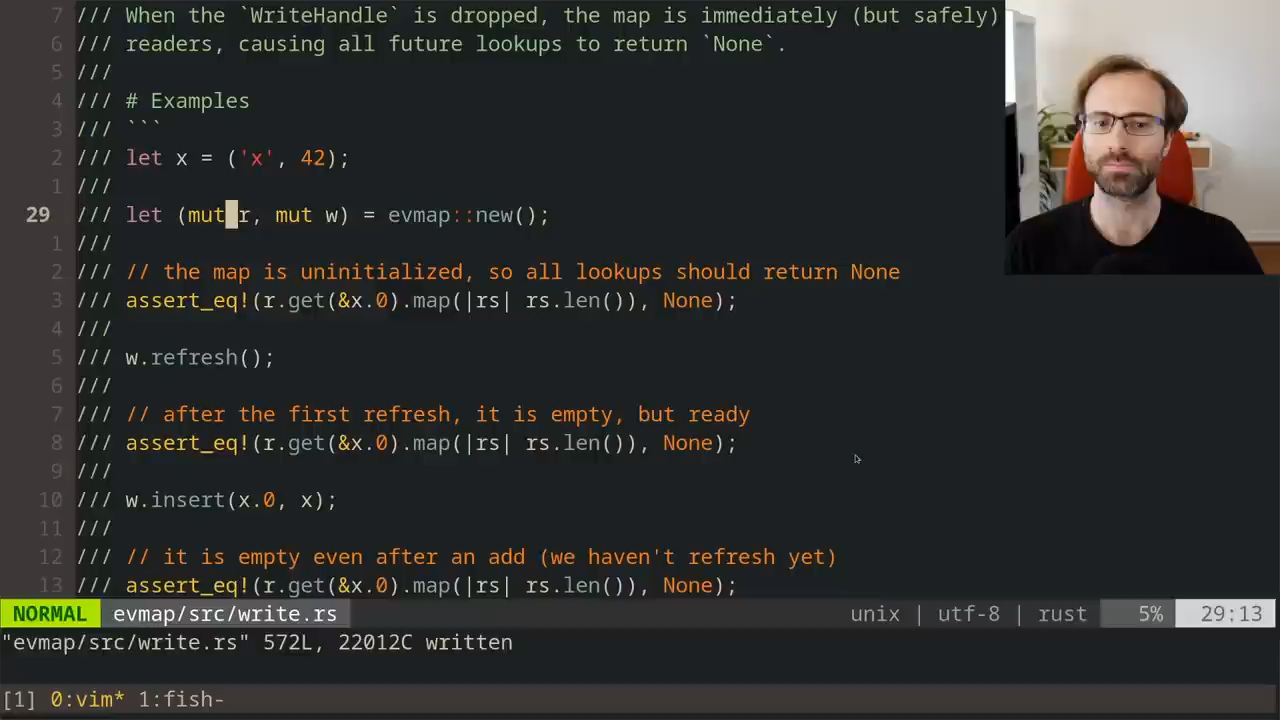 7 /// When the `WriteHandle` is dropped, the map is immediately (but safely)
6 /// readers, causing all future lookups to return `None`.
5 ///
4 /// # Examples
3 /// ```
2 /// let x = ('x', 42);
1 ///
29 /// let (mut r, mut w) = evmap::new();
1 ///
2 /// // the map is uninitialized, so all lookups should return None
3 /// assert_eq!(r.get(&x.0).map(|rs| rs.len()), None);
4 ///
5 /// w.refresh();
6 ///
7 /// // after the first refresh, it is empty, but ready
8 /// assert_eq!(r.get(&x.0).map(|rs| rs.len()), None);
9 ///
10 /// w.insert(x.0, x);
11 ///
12 /// // it is empty even after an add (we haven't refresh yet)
13 /// assert_eq!(r.get(&x.0).map(|rs| rs.len()), None);
NORMAL evmap/src/write.rs unix | utf-8 | rust 5% 29:13
"evmap/src/write.rs" 572L, 22012C written
[1] 0:vim* 1:fish-